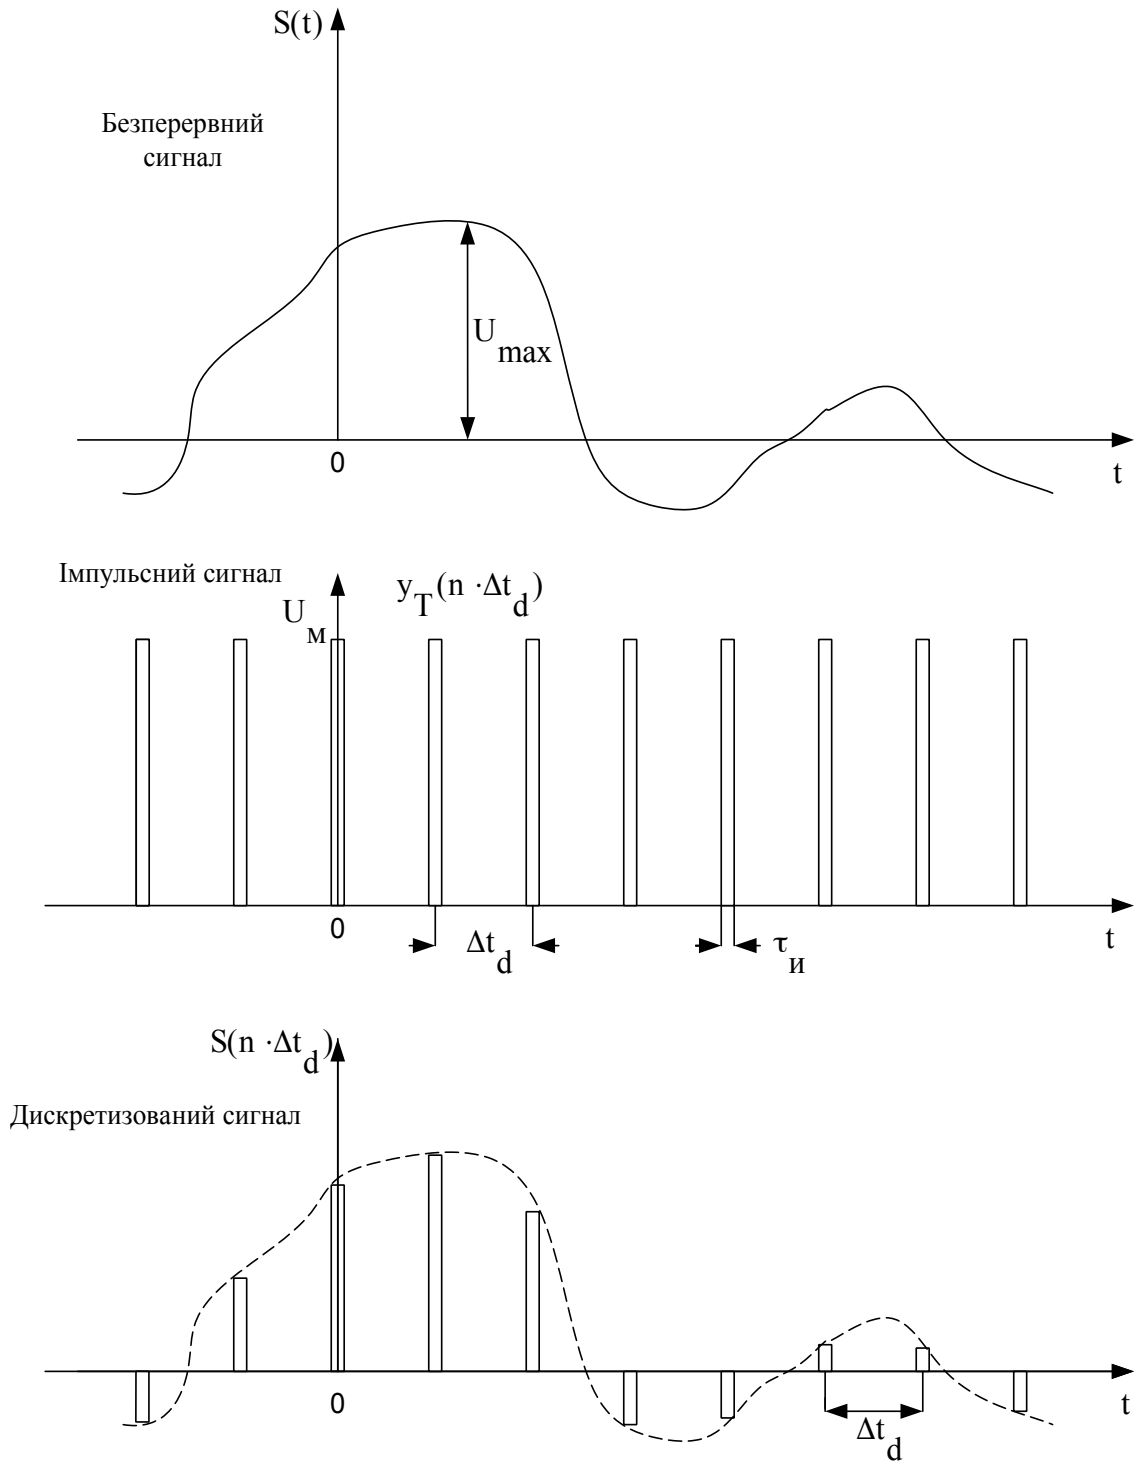 S(t)
Безперервний
сигнал
U max
0
t
Імпульсний сигнал
y T (n ·Δt d )
U м
0
Δt d
τ и
t
S(n ·Δt d )
Дискретизований сигнал
0
t
Δt d